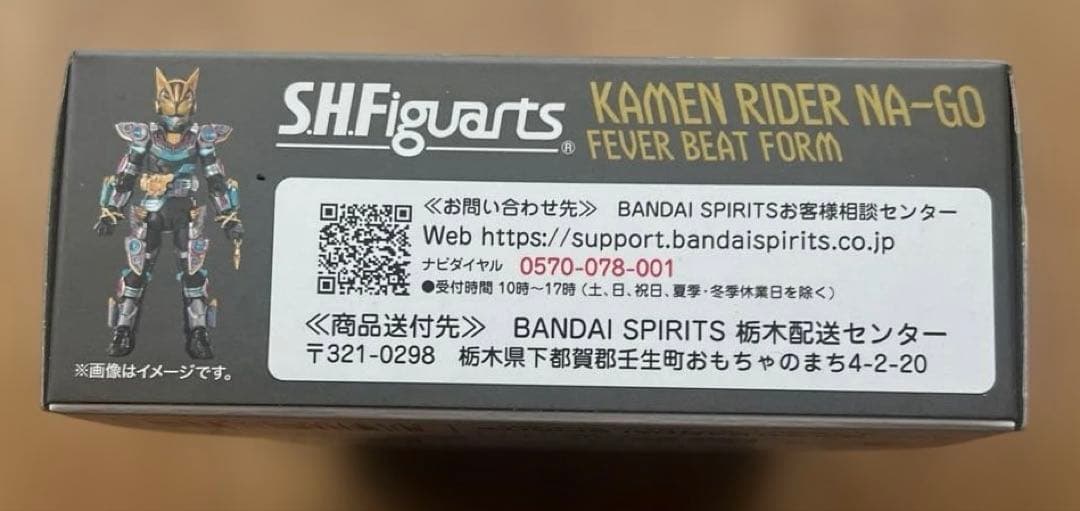 S.H.Figuarts®
KAMEN RIDER NA-GO
FEVER BEAT FORM
≪お問い合わせ先≫ BANDAI SPIRITSお客様相談センター
Web https://support.bandaispirits.co.jp
ナビダイヤル 0570-078-001
●受付時間 10時〜17時（土、日、祝日、夏季・冬季休業日を除く）
≪商品送付先≫ BANDAI SPIRITS 栃木配送センター
〒321-0298 栃木県下都賀郡壬生町おもちゃのまち4-2-20
※画像はイメージです。